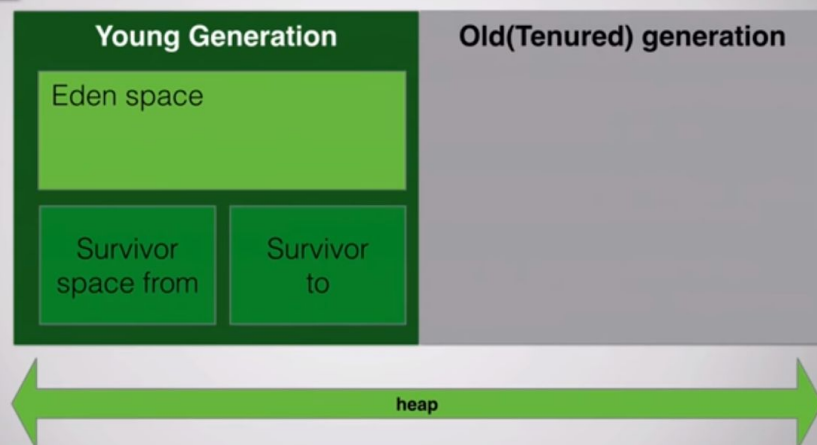 Young Generation
Old(Tenured) generation
Eden space
Survivor
space from
Survivor
to
heap